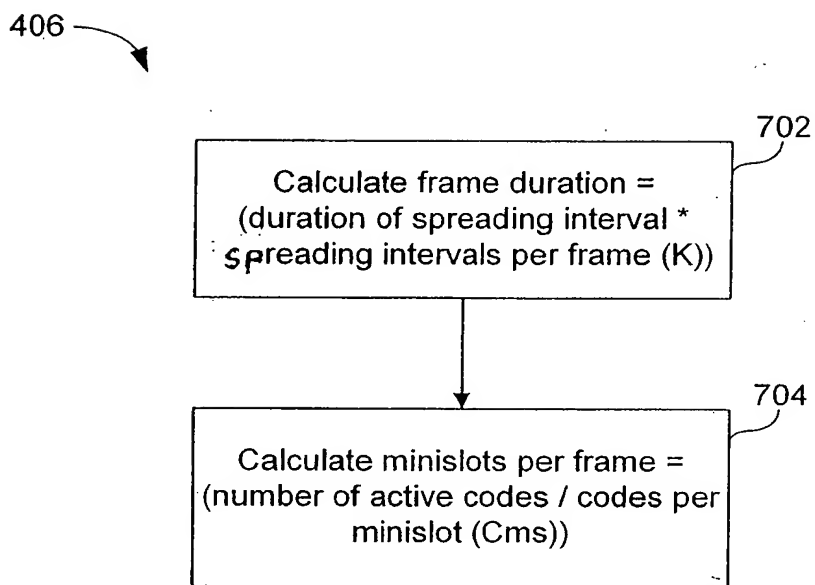 406
702
Calculate frame duration =
(duration of spreading interval *
spreading intervals per frame (K))
704
Calculate minislots per frame =
(number of active codes / codes per
minislot (Cms))